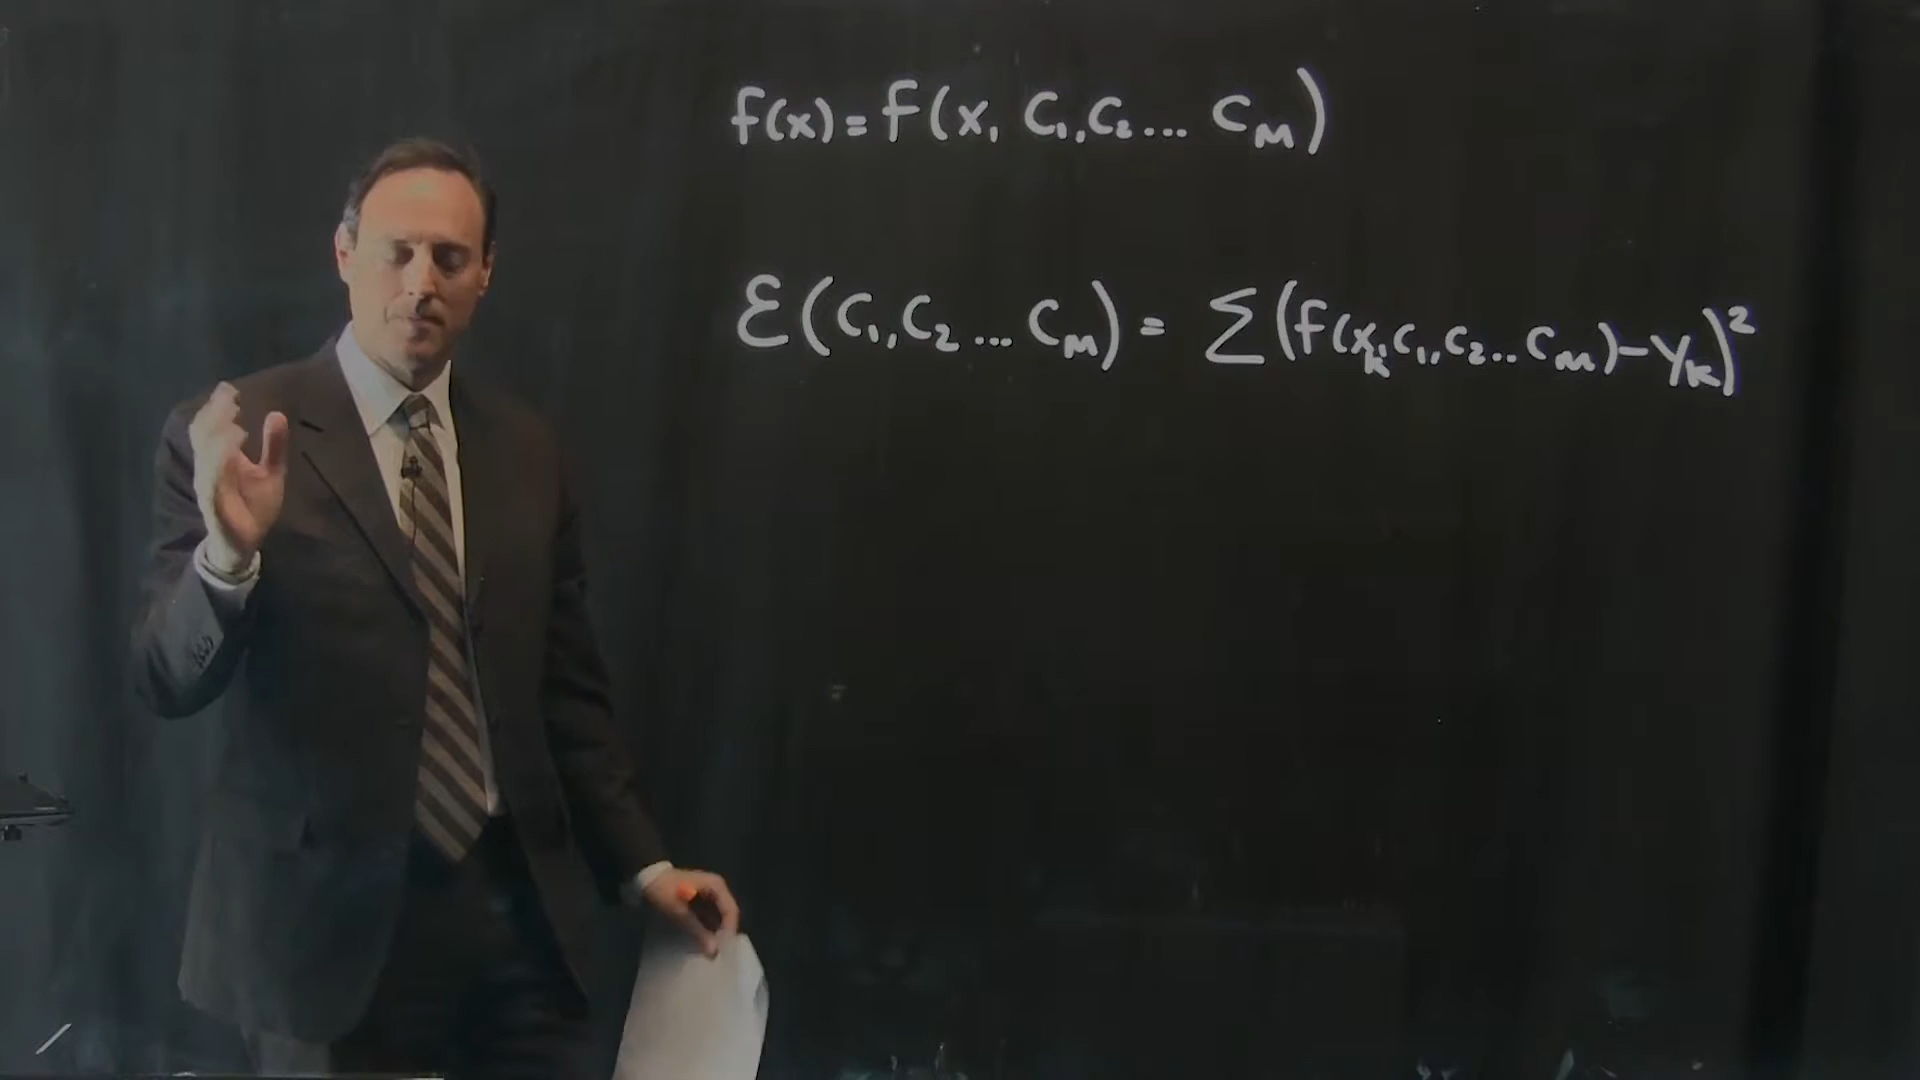 f(x) = f(x, C₁, C₂ ... C_M)
ε(C₁, C₂ ... C_M) = Σ(f(x_k, C₁, C₂ .. C_M) - y_k)²